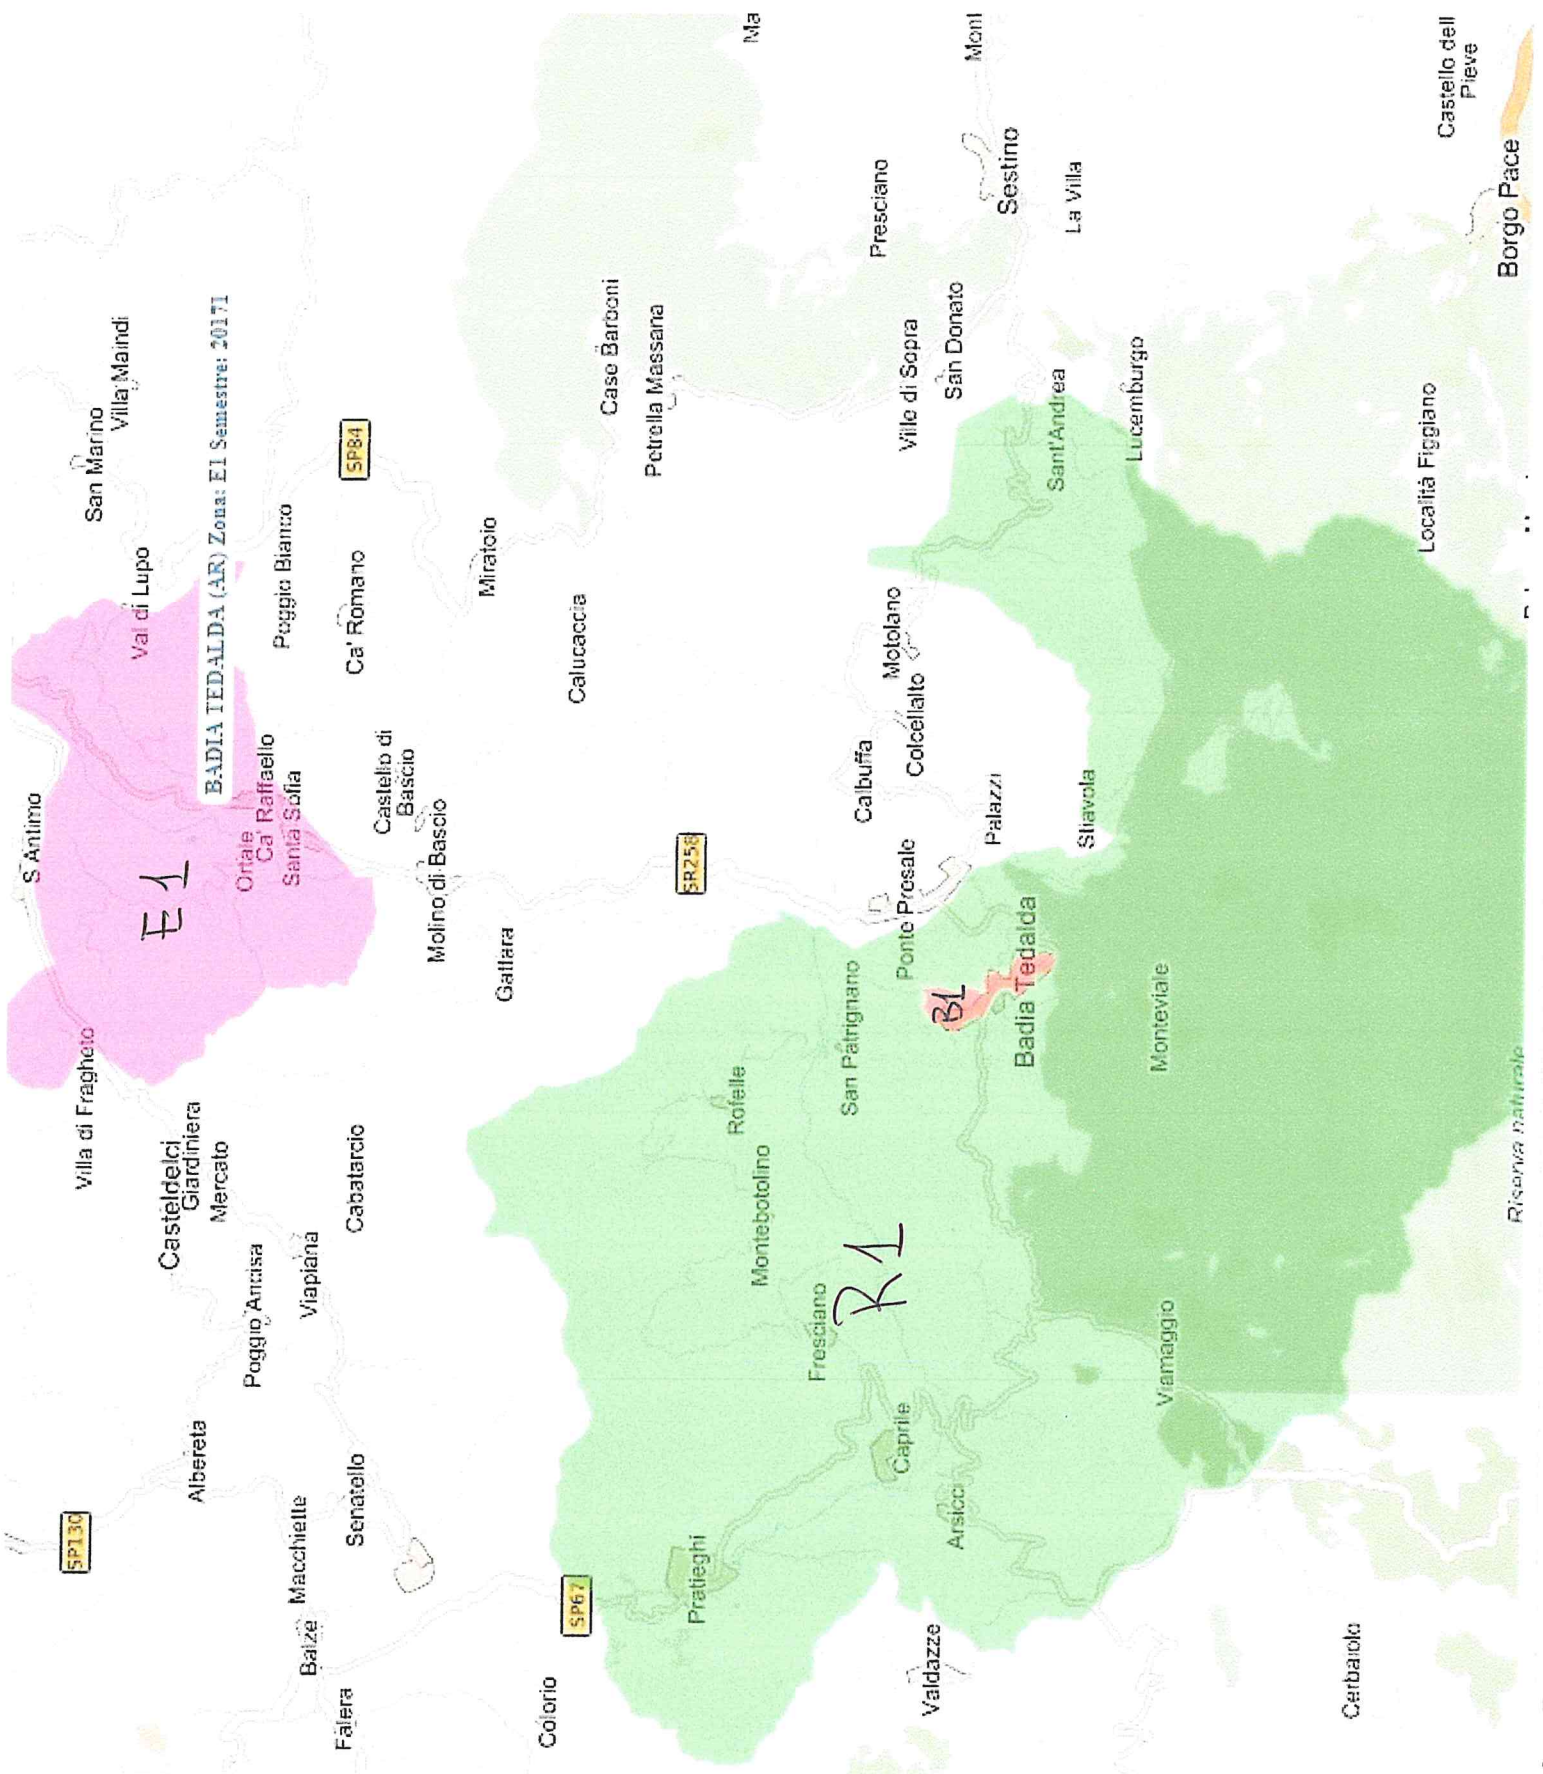 S. Antimo
SP130
Villa di Fragheto
San Marino
Villa Maindi
Val di Lupo
E1
Casteldelci
Giardiniera
Albereta
BADIA TEDALDA (AR) Zona: E1 Semestre: 20171
Mercato
Ortale
Poggio Ancisa
Ca' Raffaello
Poggio Bianco
Santa Sofia
Macchiette
Balze
Viapiana
Falera
Senatello
Cabatarcio
Ca' Romano
SP84
Castello di
Bascio
Molino di Bascio
Miratoio
Gattara
Colorio
SP67
Calucaccia
Case Barboni
Petrella Massana
SR258
Pratieghi
Rofelle
Ma
Montebotolino
Fresciano
San Patrignano
Calbuffa
R1
Presciano
Motolano
Caprile
Ponte Presale
Ville di Sopra
Colcellalto
Valdazze
B1
San Donato
Arsicci
Mont
Palazzi
Sestino
Badia Tedalda
Sant'Andrea
La Villa
Stiavola
Lucemburgo
Monteviale
Viamaggio
Cerbaiolo
Località Figgiano
Castello dell
Pieve
Borgo Pace
Riserva naturale